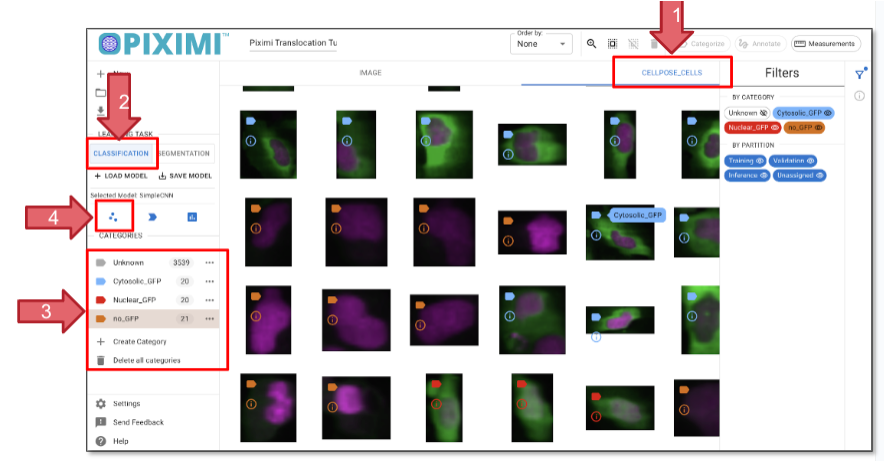 1
PIXIMI™
Piximi Translocation Tu
Order by:
None
Categorize
Annotate
Measurements
IMAGE
CELLPOSE_CELLS
Filters
2
LEARNING TASK
CLASSIFICATION
SEGMENTATION
+ LOAD MODEL
SAVE MODEL
Selected Model: SimpleCNN
4
CATEGORIES
Unknown 3539
Cytosolic_GFP 20
3
Nuclear_GFP 20
no_GFP 21
+ Create Category
Delete all categories
Settings
Send Feedback
Help
Cytosolic_GFP
BY CATEGORY
Unknown
Cytosolic_GFP
Nuclear_GFP
no_GFP
BY PARTITION
Training
Validation
Inference
Unassigned